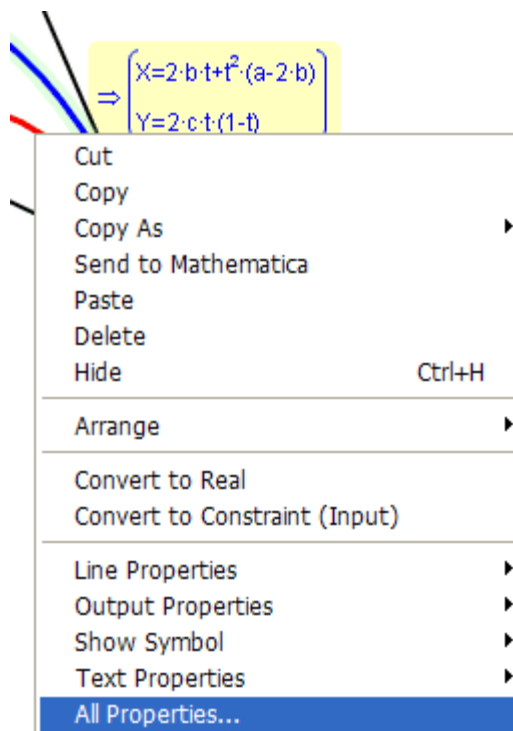 ⇒ X=2·b·t+t²·(a-2·b)
Y=2·c·t·(1-t)
Cut
Copy
Copy As
Send to Mathematica
Paste
Delete
Hide Ctrl+H
Arrange
Convert to Real
Convert to Constraint (Input)
Line Properties
Output Properties
Show Symbol
Text Properties
All Properties...